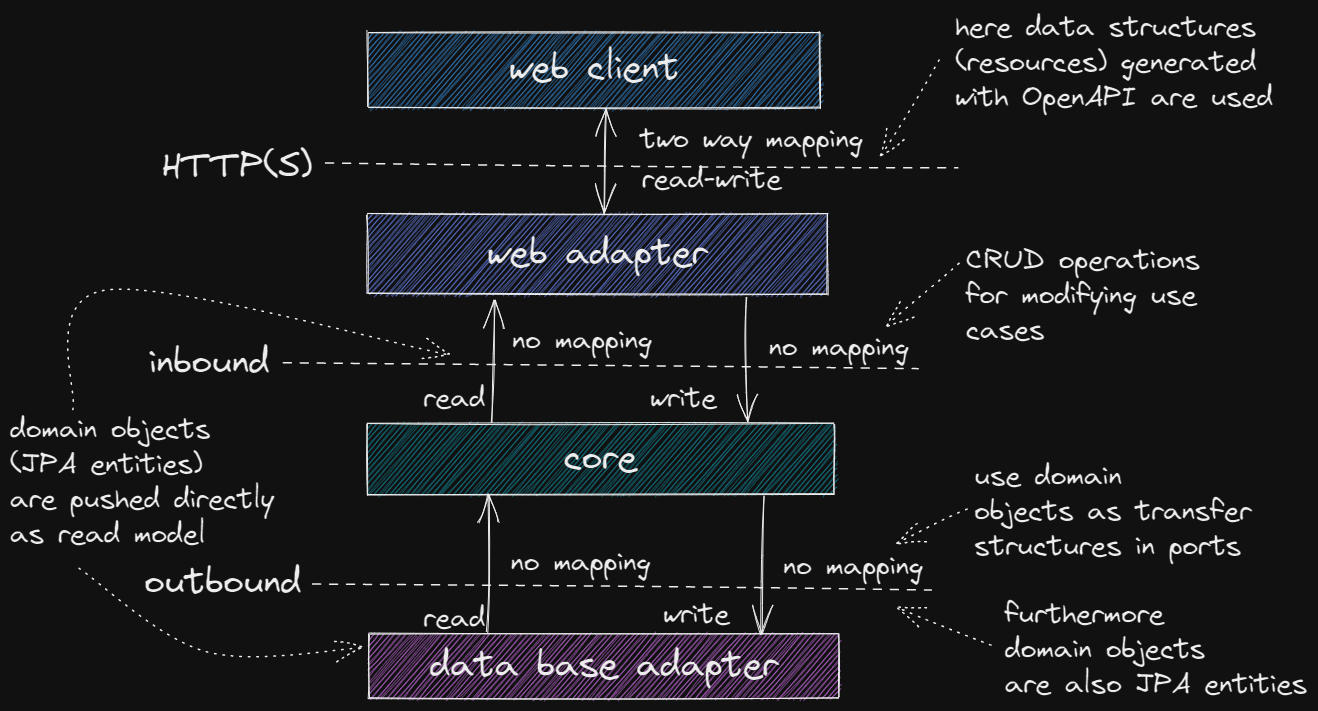 web client
here data structures
(resources) generated
with OpenAPI are used
two way mapping
HTTP(S)
read-write
web adapter
CRUD operations
for modifying use
cases
no mapping
no mapping
inbound
read
write
domain objects
(JPA entities)
are pushed directly
as read model
core
use domain
objects as transfer
structures in ports
no mapping
no mapping
outbound
read
write
furthermore
domain objects
are also JPA entities
data base adapter